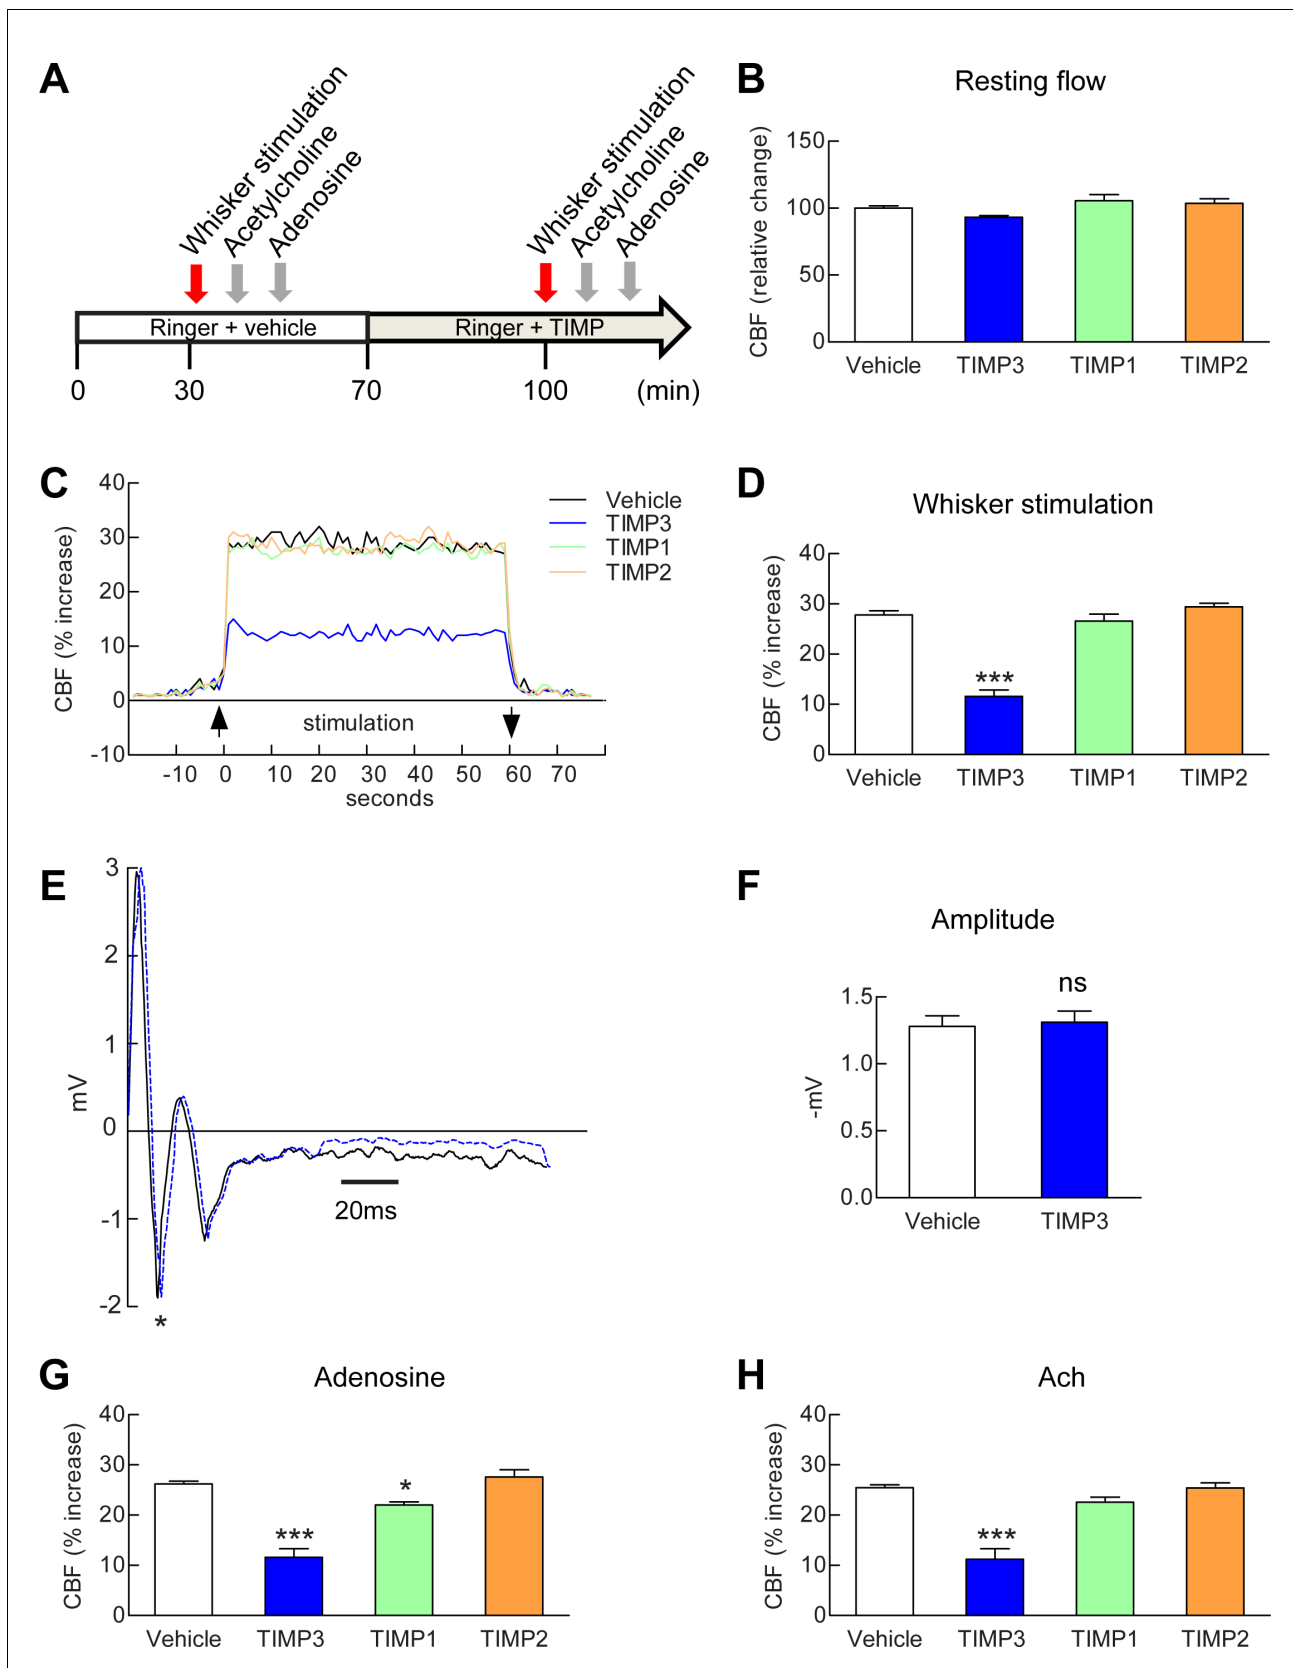 A
Whisker stimulation
Acetylcholine
Adenosine
Whisker stimulation
Acetylcholine
Adenosine
Ringer + vehicle
Ringer + TIMP
0 30 70 100 (min)
B
Resting flow
CBF (relative change)
150
100
50
0
Vehicle TIMP3 TIMP1 TIMP2
C
CBF (% increase)
40
30
20
10
0
-10
Vehicle
TIMP3
TIMP1
TIMP2
stimulation
-10 0 10 20 30 40 50 60 70
seconds
D
Whisker stimulation
CBF (% increase)
40
30
20
10
0
***
Vehicle TIMP3 TIMP1 TIMP2
E
mV
3
2
1
0
-1
-2
20ms
*
F
Amplitude
-mV
1.5
1.0
0.5
0.0
ns
Vehicle TIMP3
G
Adenosine
CBF (% increase)
40
30
20
10
0
***
*
Vehicle TIMP3 TIMP1 TIMP2
H
Ach
CBF (% increase)
40
30
20
10
0
***
Vehicle TIMP3 TIMP1 TIMP2